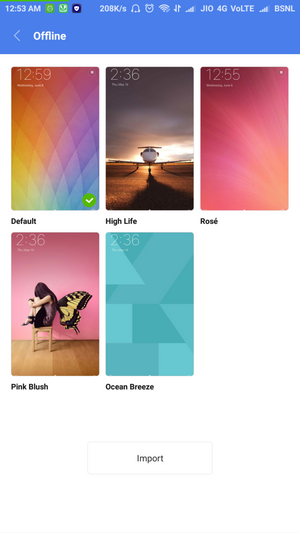 12:53 AM 208K/s JIO 4G VoLTE BSNL
Offline
12:59 2:36 12:55
Default High Life Rosé
2:36 2:36
Pink Blush Ocean Breeze
Import